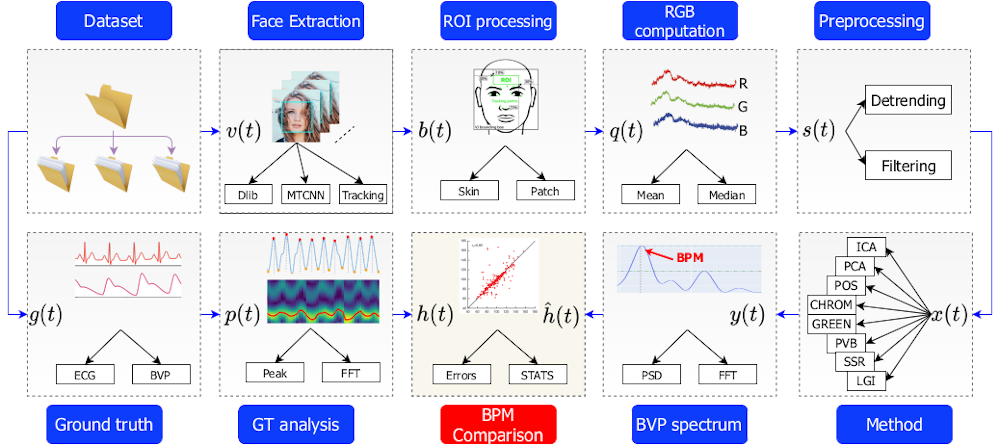 Dataset
Face Extraction
ROI processing
RGB
computation
Preprocessing
v(t)
Dlib
MTCNN
Tracking
b(t)
ROI
Tracking points
Skin
Patch
q(t)
R
G
B
Mean
Median
s(t)
Detrending
Filtering
g(t)
ECG
BVP
p(t)
Peak
FFT
h(t)
ĥ(t)
Errors
STATS
BPM
y(t)
PSD
FFT
ICA
PCA
POS
CHROM
GREEN
PVB
SSR
LGI
x(t)
Ground truth
GT analysis
BPM
Comparison
BVP spectrum
Method